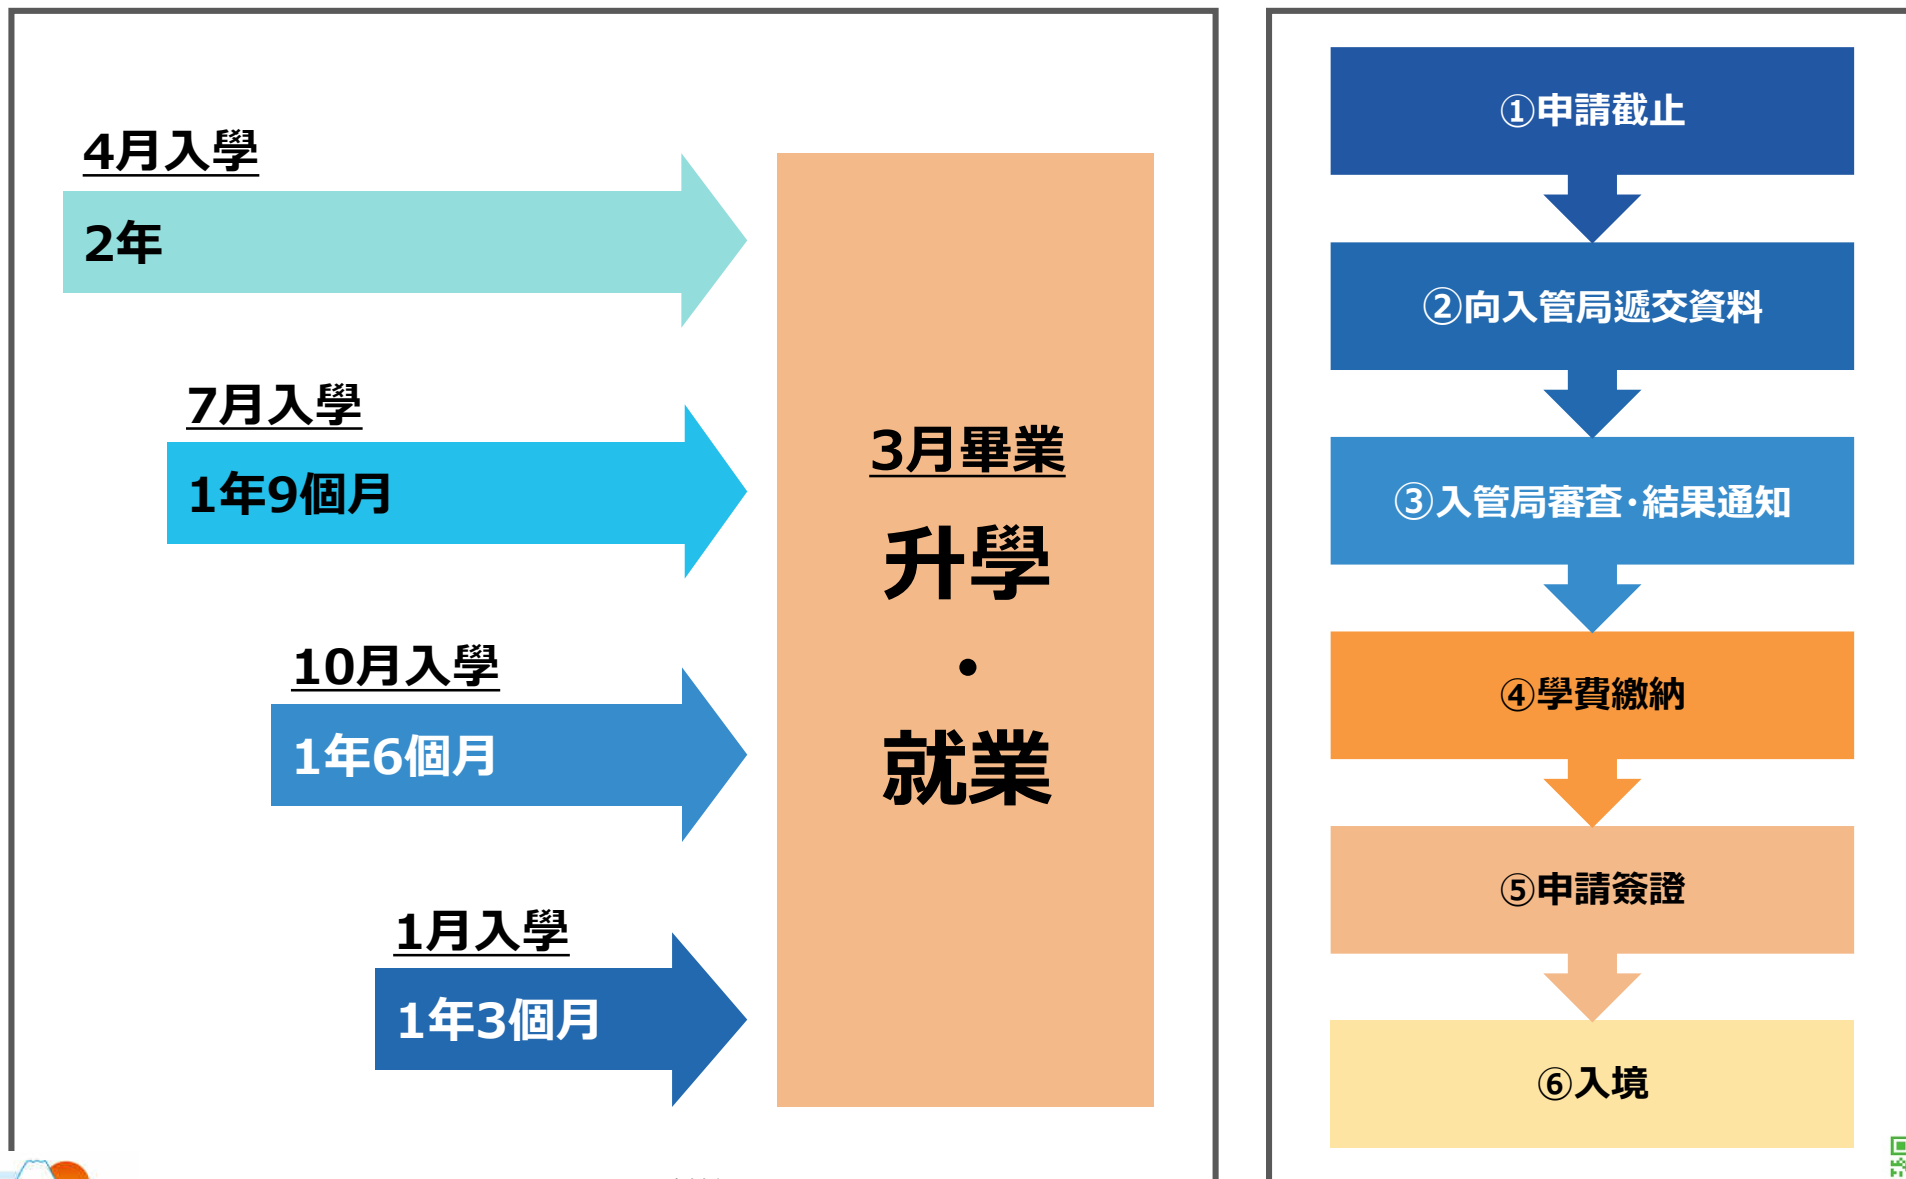 4月入學
2年
7月入學
1年9個月
10月入學
1年6個月
1月入學
1年3個月
3月畢業
升學
・
就業
①申請截止
②向入管局遞交資料
③入管局審查・結果通知
④學費繳納
⑤申請簽證
⑥入境